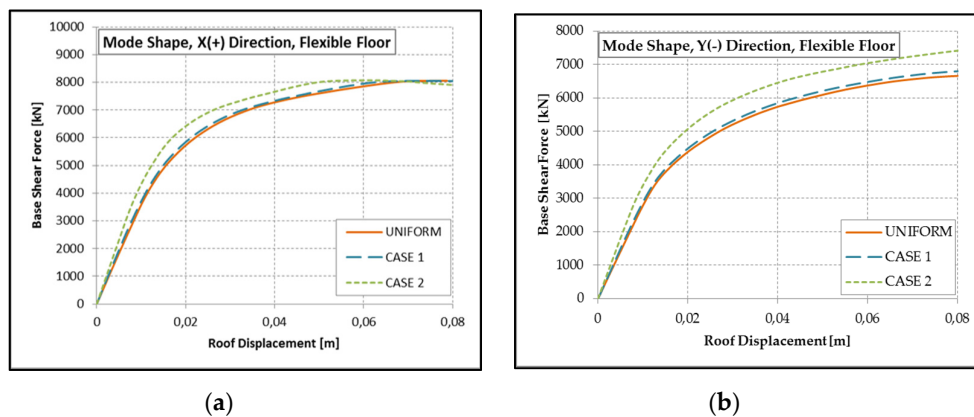 Mode Shape, X(+) Direction, Flexible Floor
Base Shear Force [kN]
10000
9000
8000
7000
6000
5000
4000
3000
2000
1000
0
UNIFORM
CASE 1
CASE 2
0 0,02 0,04 0,06 0,08
Roof Displacement [m]
(a)
Mode Shape, Y(-) Direction, Flexible Floor
Base Shear Force [kN]
8000
7000
6000
5000
4000
3000
2000
1000
0
UNIFORM
CASE 1
CASE 2
0 0,02 0,04 0,06 0,08
Roof Displacement [m]
(b)